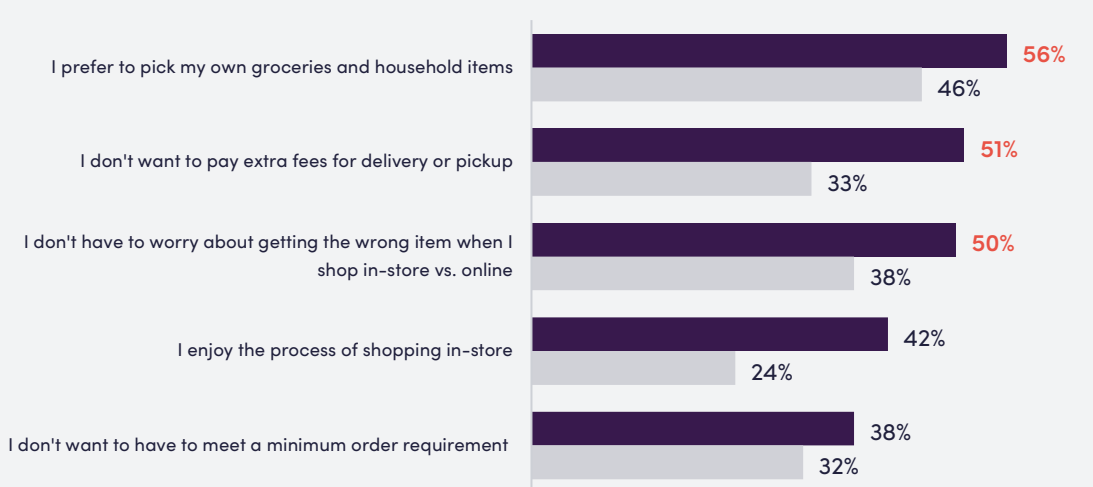 I prefer to pick my own groceries and household items
56%
46%
I don't want to pay extra fees for delivery or pickup
51%
33%
I don't have to worry about getting the wrong item when I
shop in-store vs. online
50%
38%
I enjoy the process of shopping in-store
42%
24%
I don't want to have to meet a minimum order requirement
38%
32%